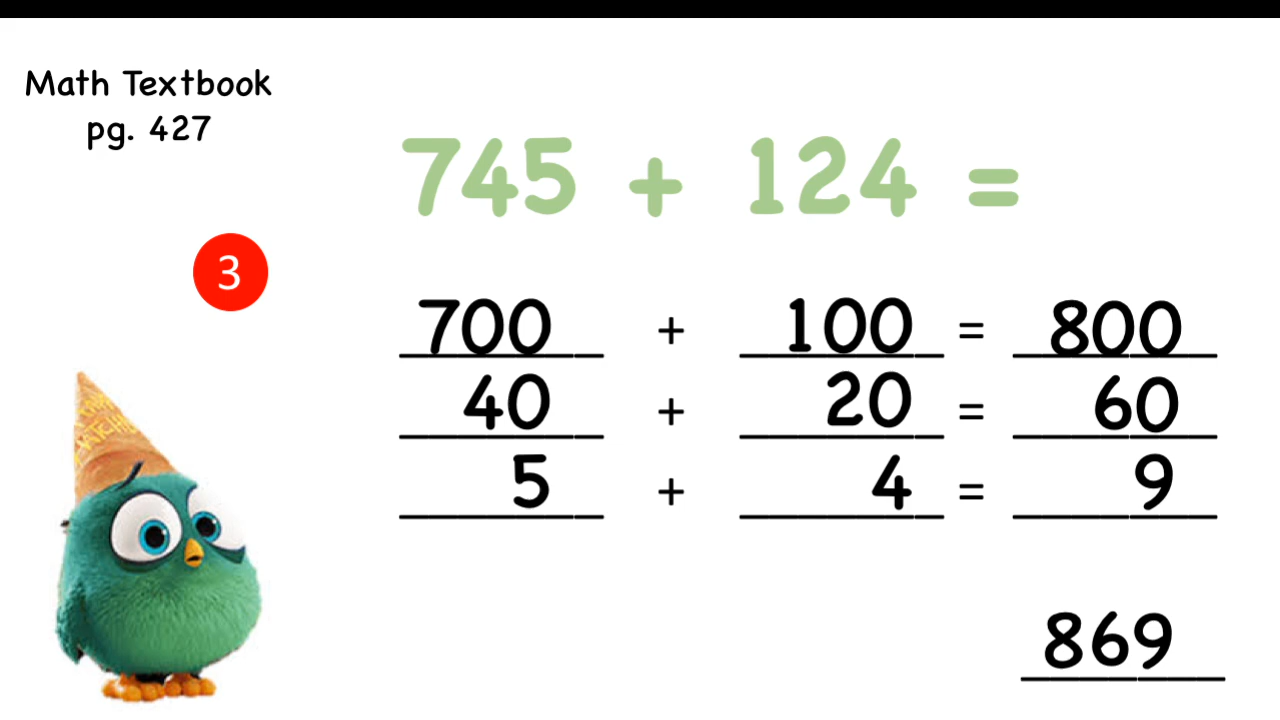 Math Textbook
pg. 427
745 + 124 =
3
700 + 100 = 800
40 + 20 = 60
5 + 4 = 9
869